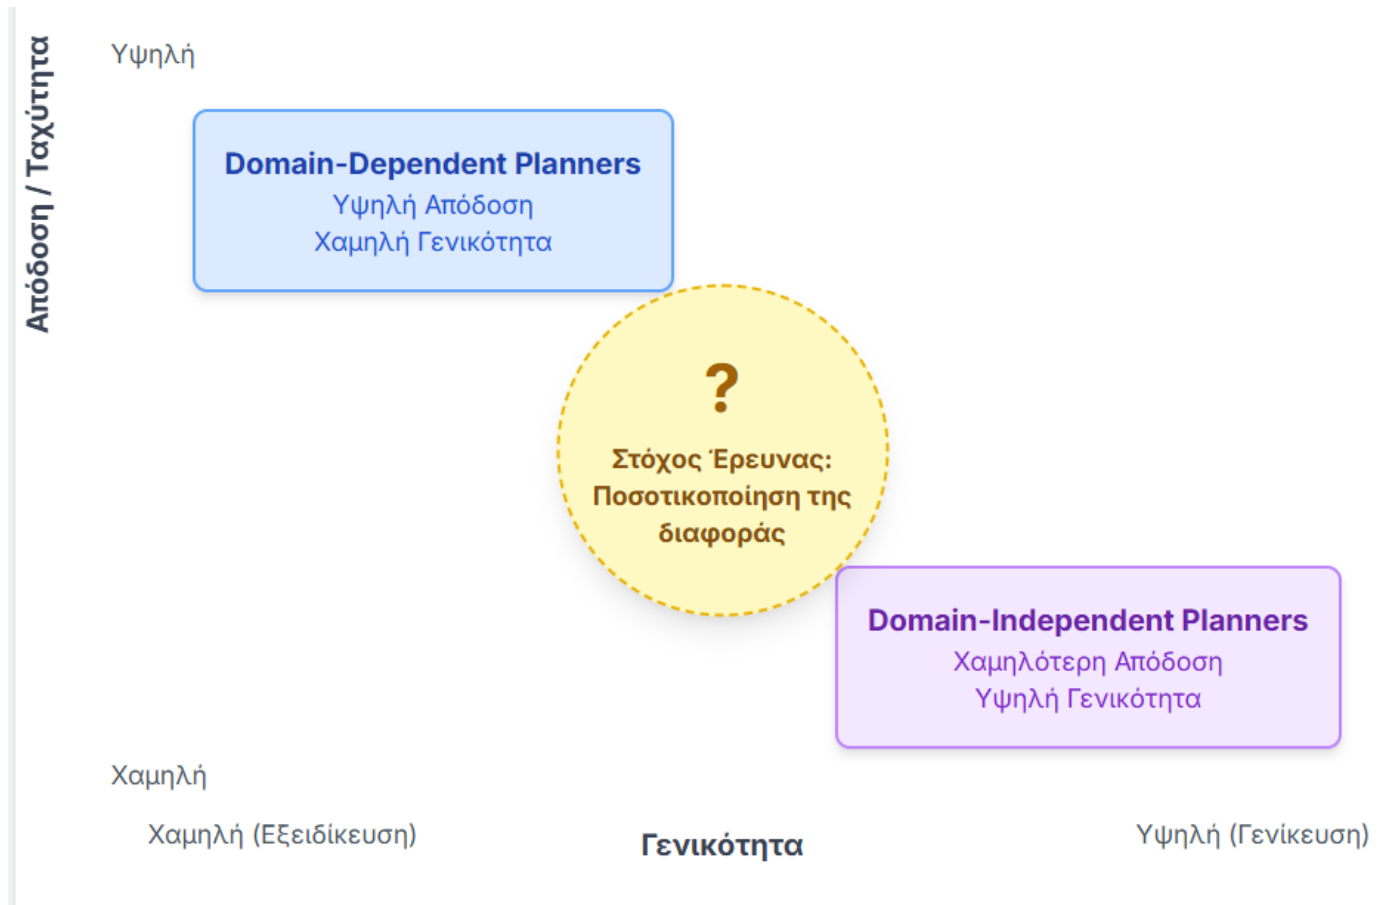 Απόδοση / Ταχύτητα
Υψηλή
Domain-Dependent Planners
Υψηλή Απόδοση
Χαμηλή Γενικότητα
?
Στόχος Έρευνας:
Ποσοτικοποίηση της
διαφοράς
Domain-Independent Planners
Χαμηλότερη Απόδοση
Υψηλή Γενικότητα
Χαμηλή
Χαμηλή (Εξειδίκευση)
Γενικότητα
Υψηλή (Γενίκευση)